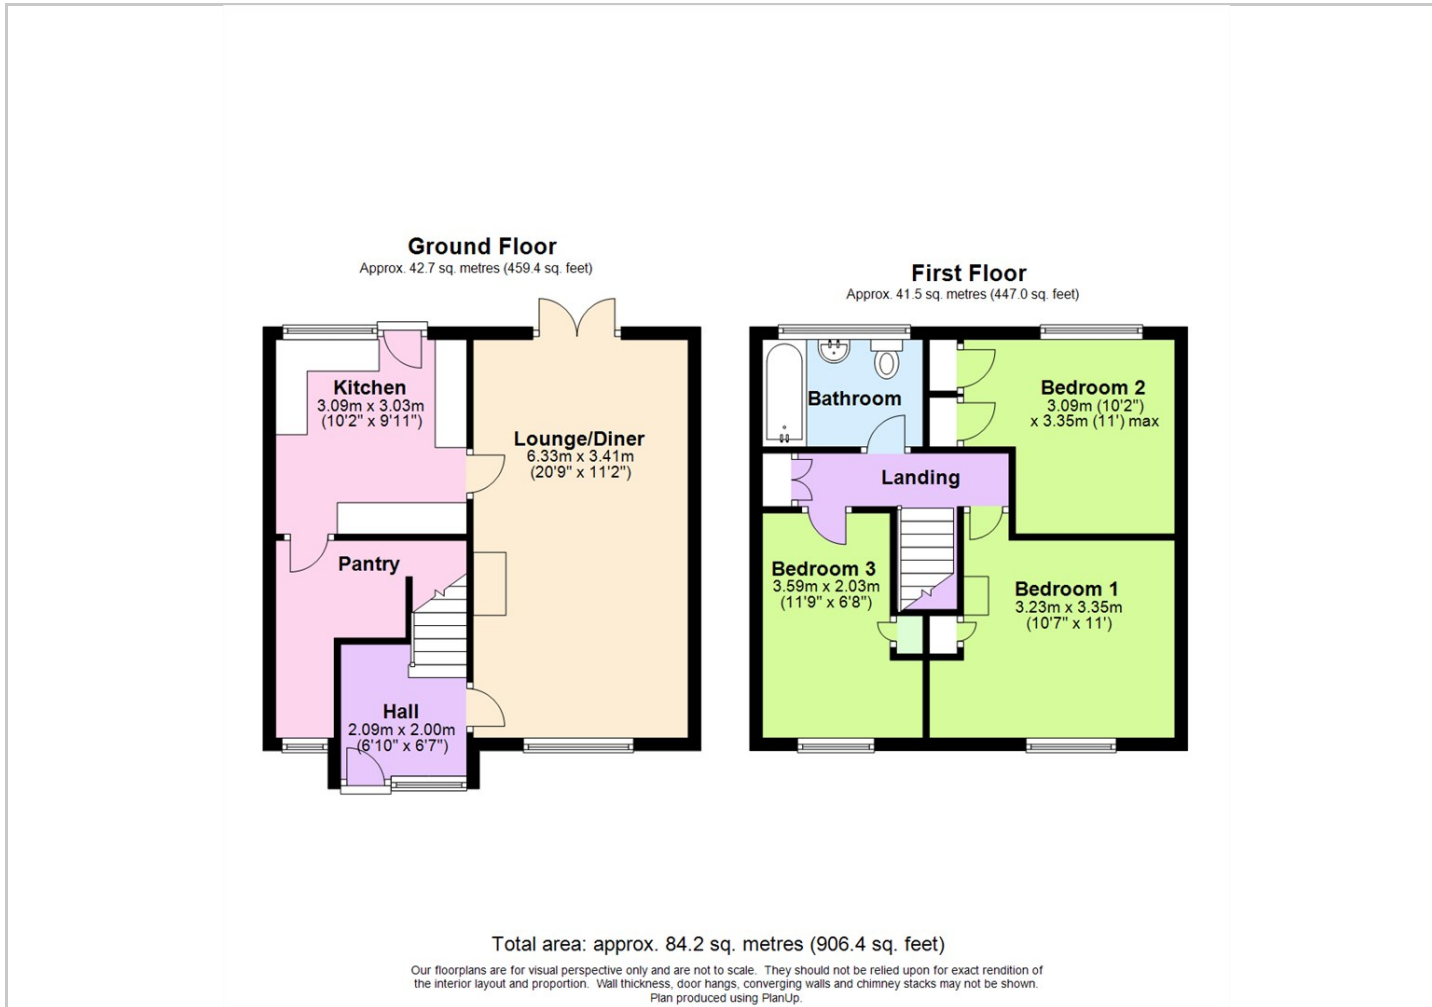 Ground Floor
Approx. 42.7 sq. metres (459.4 sq. feet)
Kitchen
3.09m x 3.03m
(10'2" x 9'11")
Lounge/Diner
6.33m x 3.41m
(20'9" x 11'2")
Pantry
Hall
2.09m x 2.00m
(6'10" x 6'7")
First Floor
Approx. 41.5 sq. metres (447.0 sq. feet)
Bathroom
Bedroom 2
3.09m (10'2")
x 3.35m (11') max
Landing
Bedroom 3
3.59m x 2.03m
(11'9" x 6'8")
Bedroom 1
3.23m x 3.35m
(10'7" x 11')
Total area: approx. 84.2 sq. metres (906.4 sq. feet)
Our floorplans are for visual perspective only and are not to scale.  They should not be relied upon for exact rendition of
the interior layout and proportion.  Wall thickness, door hangs, converging walls and chimney stacks may not be shown.
Plan produced using PlanUp.